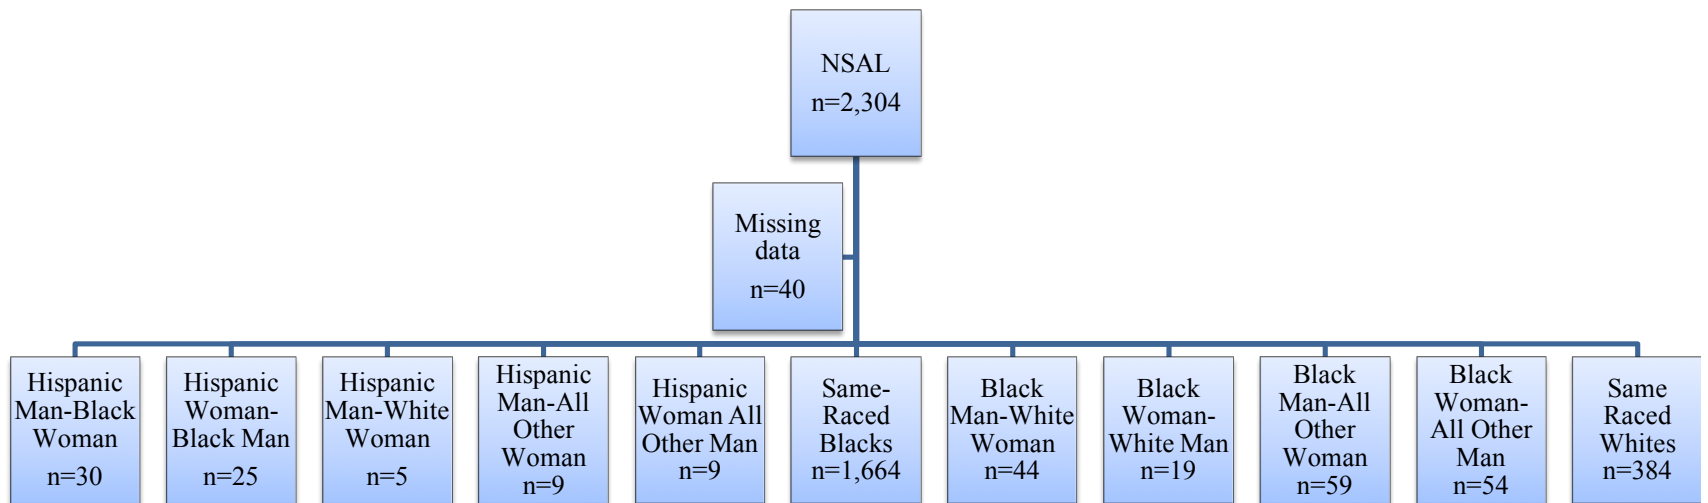 NSAL
n=2,304
Missing
data
n=40
Hispanic
Man-Black
Woman
n=30
Hispanic
Woman-
Black Man
n=25
Hispanic
Man-White
Woman
n=5
Hispanic
Man-All
Other
Woman
n=9
Hispanic
Woman All
Other Man
n=9
Same-
Raced
Blacks
n=1,664
Black
Man-White
Woman
n=44
Black
Woman-
White Man
n=19
Black
Man-All
Other
Woman
n=59
Black
Woman-
All Other
Man
n=54
Same
Raced
Whites
n=384